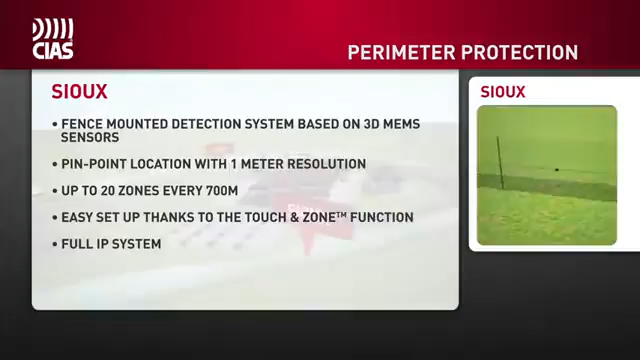 CIAS
PERIMETER PROTECTION
SIOUX
• FENCE MOUNTED DETECTION SYSTEM BASED ON 3D MEMS
SENSORS
• PIN-POINT LOCATION WITH 1 METER RESOLUTION
• UP TO 20 ZONES EVERY 700M
• EASY SET UP THANKS TO THE TOUCH & ZONE™ FUNCTION
• FULL IP SYSTEM
SIOUX